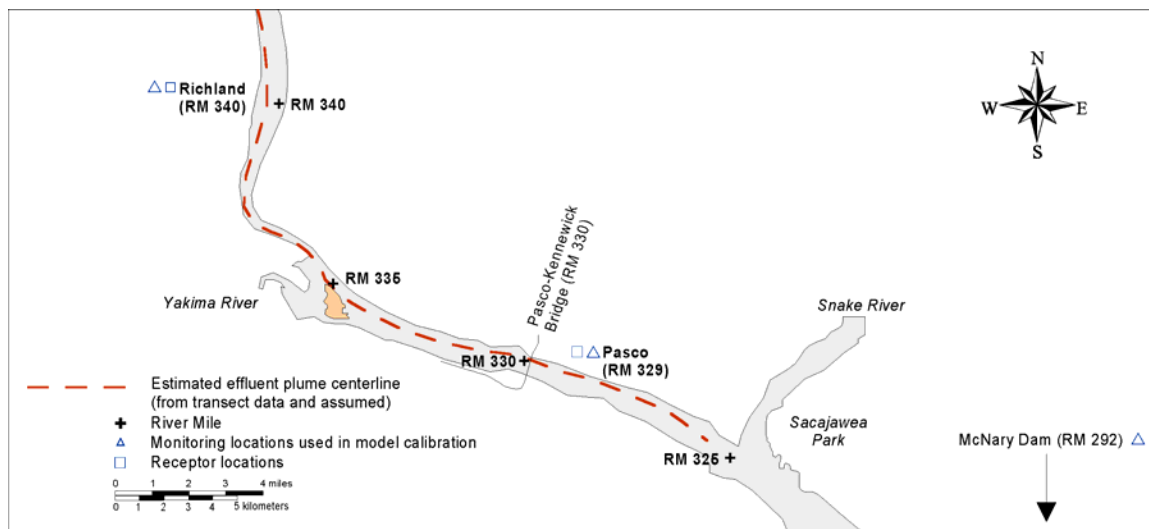 N
W
E
S
Richland
(RM 340)
RM 340
RM 335
Yakima River
Pasco-Kennewick
Bridge (RM 330)
Snake River
RM 330
Pasco
(RM 329)
Sacajawea
Park
RM 325
McNary Dam (RM 292)
Estimated effluent plume centerline
(from transect data and assumed)
River Mile
Monitoring locations used in model calibration
Receptor locations
0 1 2 3 4 miles
0 1 2 3 4 5 kilometers